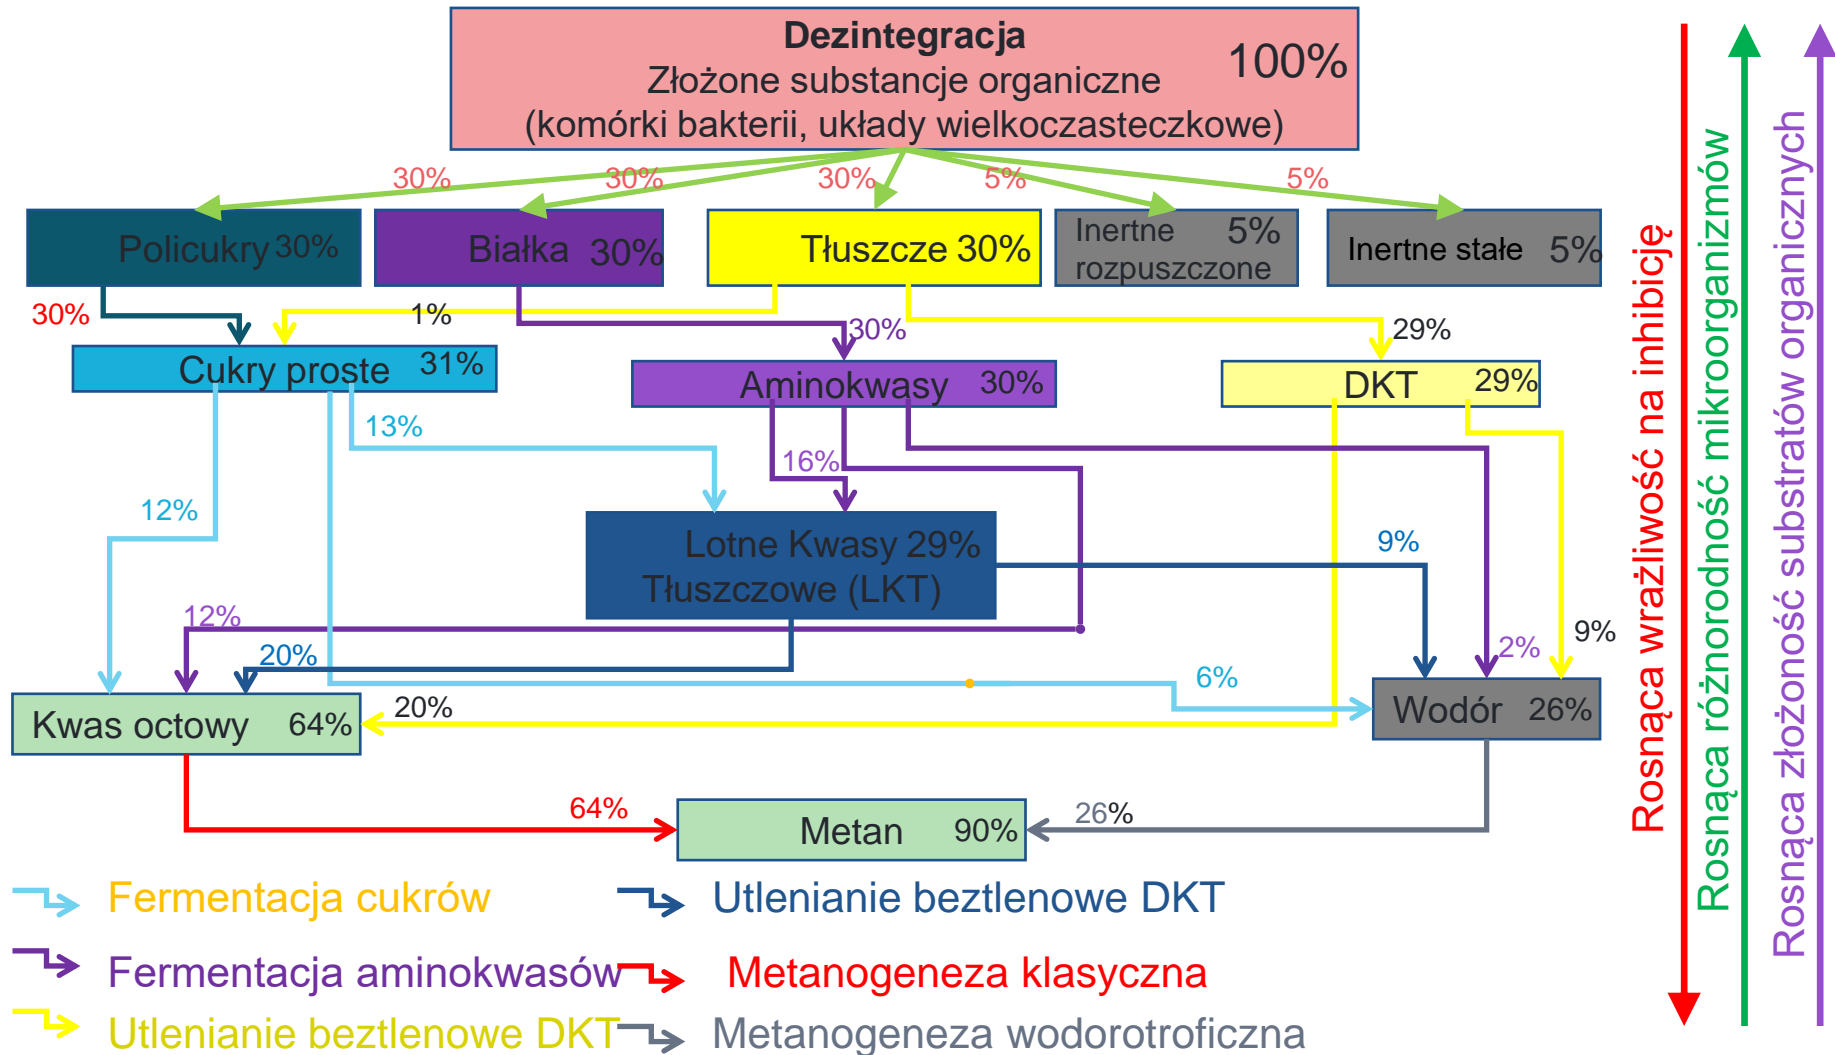 Dezintegracja
100%
Złożone substancje organiczne
(komórki bakterii, układy wielkoczasteczkowe)
30%
30%
30%
5%
5%
Policukry 30%
Białka 30%
Tłuszcze 30%
Inertne 5%
rozpuszczone
Inertne stałe 5%
30%
1%
30%
29%
Cukry proste 31%
Aminokwasy 30%
DKT 29%
13%
16%
12%
Lotne Kwasy 29%
Tłuszczowe (LKT)
9%
12%
20%
2%
9%
6%
20%
Kwas octowy 64%
Wodór 26%
64%
26%
Metan 90%
Fermentacja cukrów
Utlenianie beztlenowe DKT
Fermentacja aminokwasów
Metanogeneza klasyczna
Utlenianie beztlenowe DKT
Metanogeneza wodorotroficzna
Rosnąca wrażliwość na inhibicję
Rosnąca różnorodność mikroorganizmów
Rosnąca złożoność substratów organicznych